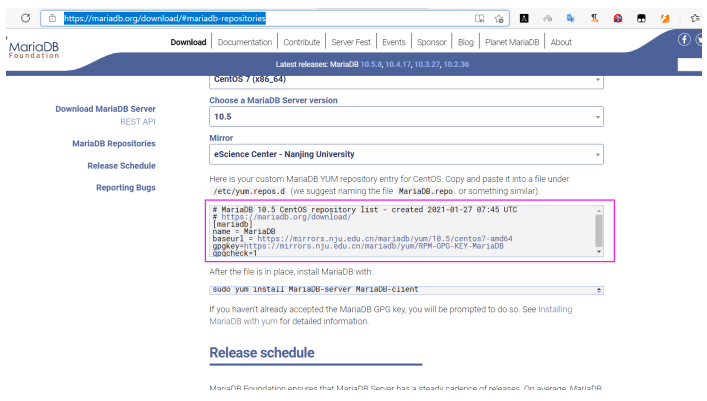 https://mariadb.org/download/#mariadb-repositories
MariaDB
Foundation
Download
Documentation
Contribute
Server Fest
Events
Sponsor
Blog
Planet MariaDB
About
Latest releases: MariaDB 10.5.8, 10.4.17, 10.3.27, 10.2.36
Download MariaDB Server
REST API
MariaDB Repositories
Release Schedule
Reporting Bugs
CentOS 7 (x86_64)
Choose a MariaDB Server version
10.5
Mirror
eScience Center - Nanjing University
Here is your custom MariaDB YUM repository entry for CentOS. Copy and paste it into a file under
/etc/yum.repos.d (we suggest naming the file MariaDB.repo or something similar).
# MariaDB 10.5 CentOS repository list - created 2021-01-27 07:45 UTC
# https://mariadb.org/download/
[mariadb]
name = MariaDB
baseurl = https://mirrors.nju.edu.cn/mariadb/yum/10.5/centos7-amd64
gpgkey=https://mirrors.nju.edu.cn/mariadb/yum/RPM-GPG-KEY-MariaDB
gpgcheck=1
After the file is in place, install MariaDB with:
sudo yum install MariaDB-server MariaDB-client
If you haven't already accepted the MariaDB GPG key, you will be prompted to do so. See Installing
MariaDB with yum for detailed information.
Release schedule
MariaDB Foundation ensures that MariaDB Server has a steady cadence of releases. On average, MariaDB